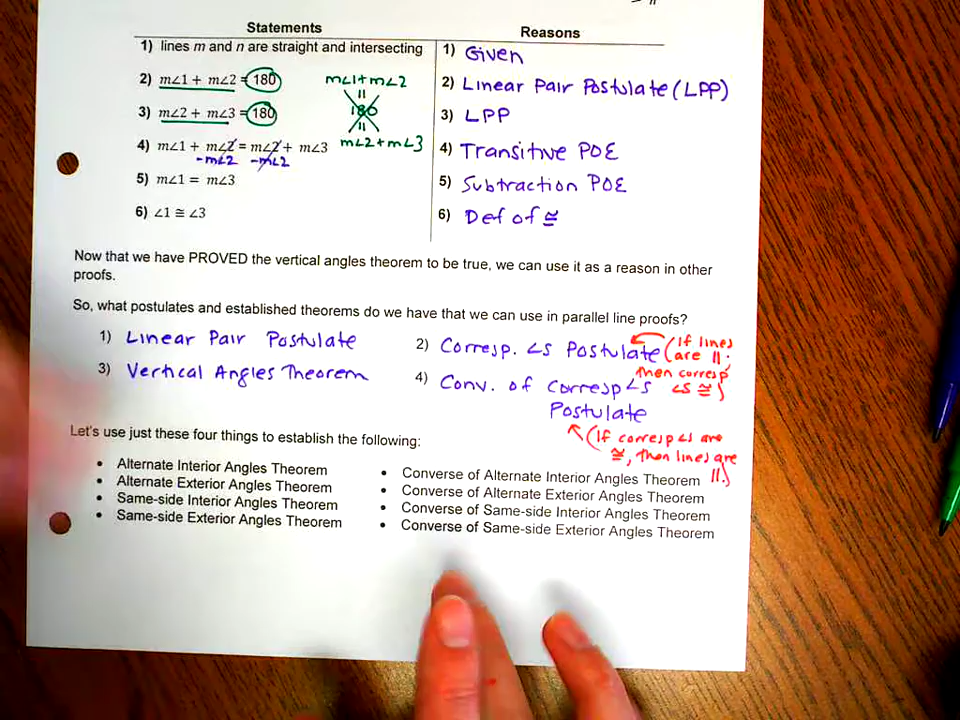 Statements
Reasons
1) lines m and n are straight and intersecting
1) Given
2) m∠1 + m∠2 = 180
m∠1+m∠2
=
180
=
m∠2+m∠3
2) Linear Pair Postulate (LPP)
3) m∠2 + m∠3 = 180
3) LPP
4) m∠1 + m∠2 = m∠2 + m∠3
-m∠2 -m∠2
4) Transitive POE
5) m∠1 = m∠3
5) Subtraction POE
6) ∠1 ≅ ∠3
6) Def of ≅
Now that we have PROVED the vertical angles theorem to be true, we can use it as a reason in other
proofs.
So, what postulates and established theorems do we have that we can use in parallel line proofs?
1) Linear Pair Postulate
2) Corresp. ∠s Postulate
(if lines
are ||,
then corresp
∠s ≅)
3) Vertical Angles Theorem
4) Conv. of Corresp ∠s
Postulate
(If corresp ∠s are
≅, then lines are
||.)
Let's use just these four things to establish the following:
• Alternate Interior Angles Theorem
• Alternate Exterior Angles Theorem
• Same-side Interior Angles Theorem
• Same-side Exterior Angles Theorem
• Converse of Alternate Interior Angles Theorem
• Converse of Alternate Exterior Angles Theorem
• Converse of Same-side Interior Angles Theorem
• Converse of Same-side Exterior Angles Theorem